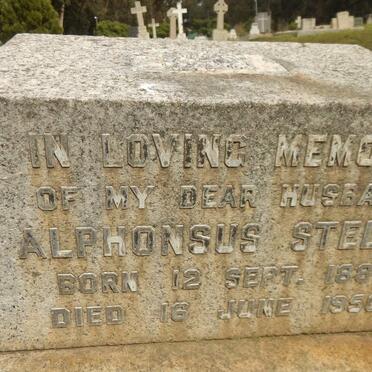 IN LOVING MEMO
OF MY DEAR HUSBA
ALPHONSUS STE
BORN 12 SEPT. 188
DIED 16 JUNE 195